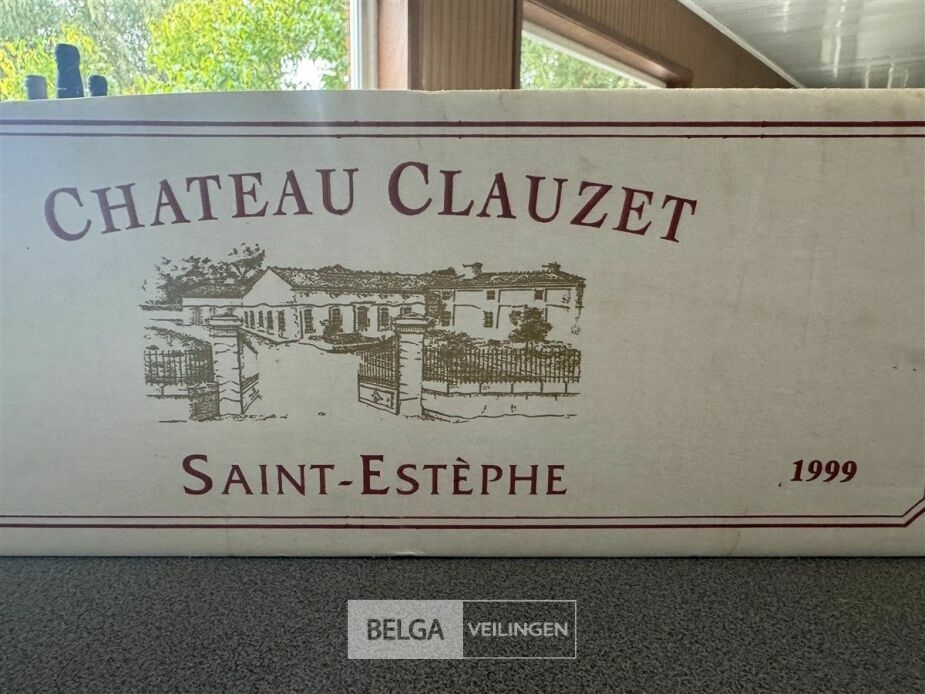 CHATEAU CLAUZET
SAINT-ESTÈPHE
1999
BELGA VEILINGEN